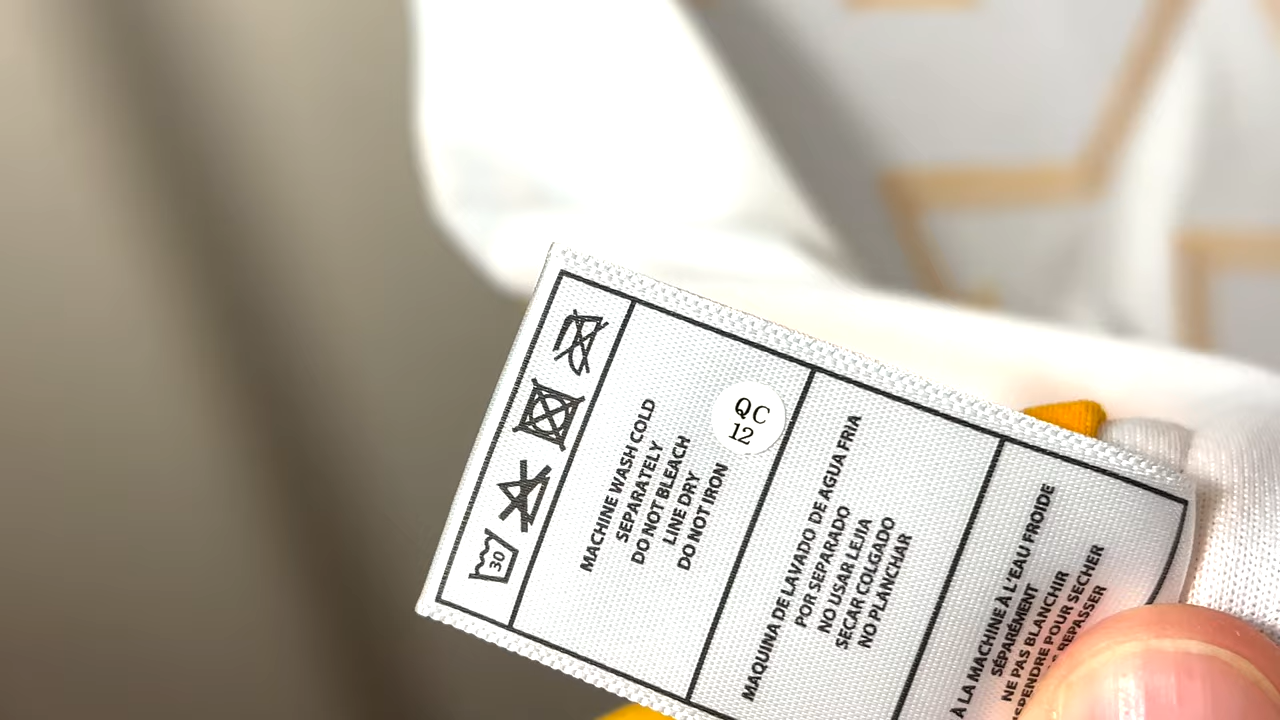 30
MACHINE WASH COLD
SEPARATELY
DO NOT BLEACH
LINE DRY
DO NOT IRON
QC
12
MAQUINA DE LAVADO DE AGUA FRIA
POR SEPARADO
NO USAR LEJIA
SECAR COLGADO
NO PLANCHAR
À LA MACHINE À L'EAU FROIDE
SÉPARÉMENT
NE PAS BLANCHIR
POUR SECHER
REPASSER